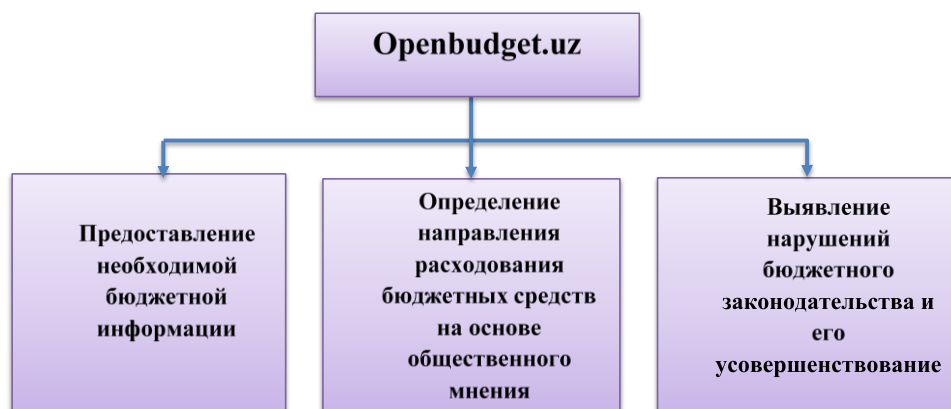 Openbudget.uz
Предоставление
необходимой
бюджетной
информации
Определение
направления
расходования
бюджетных средств
на основе
общественного
мнения
Выявление
нарушений
бюджетного
законодательства и
его
усовершенствование